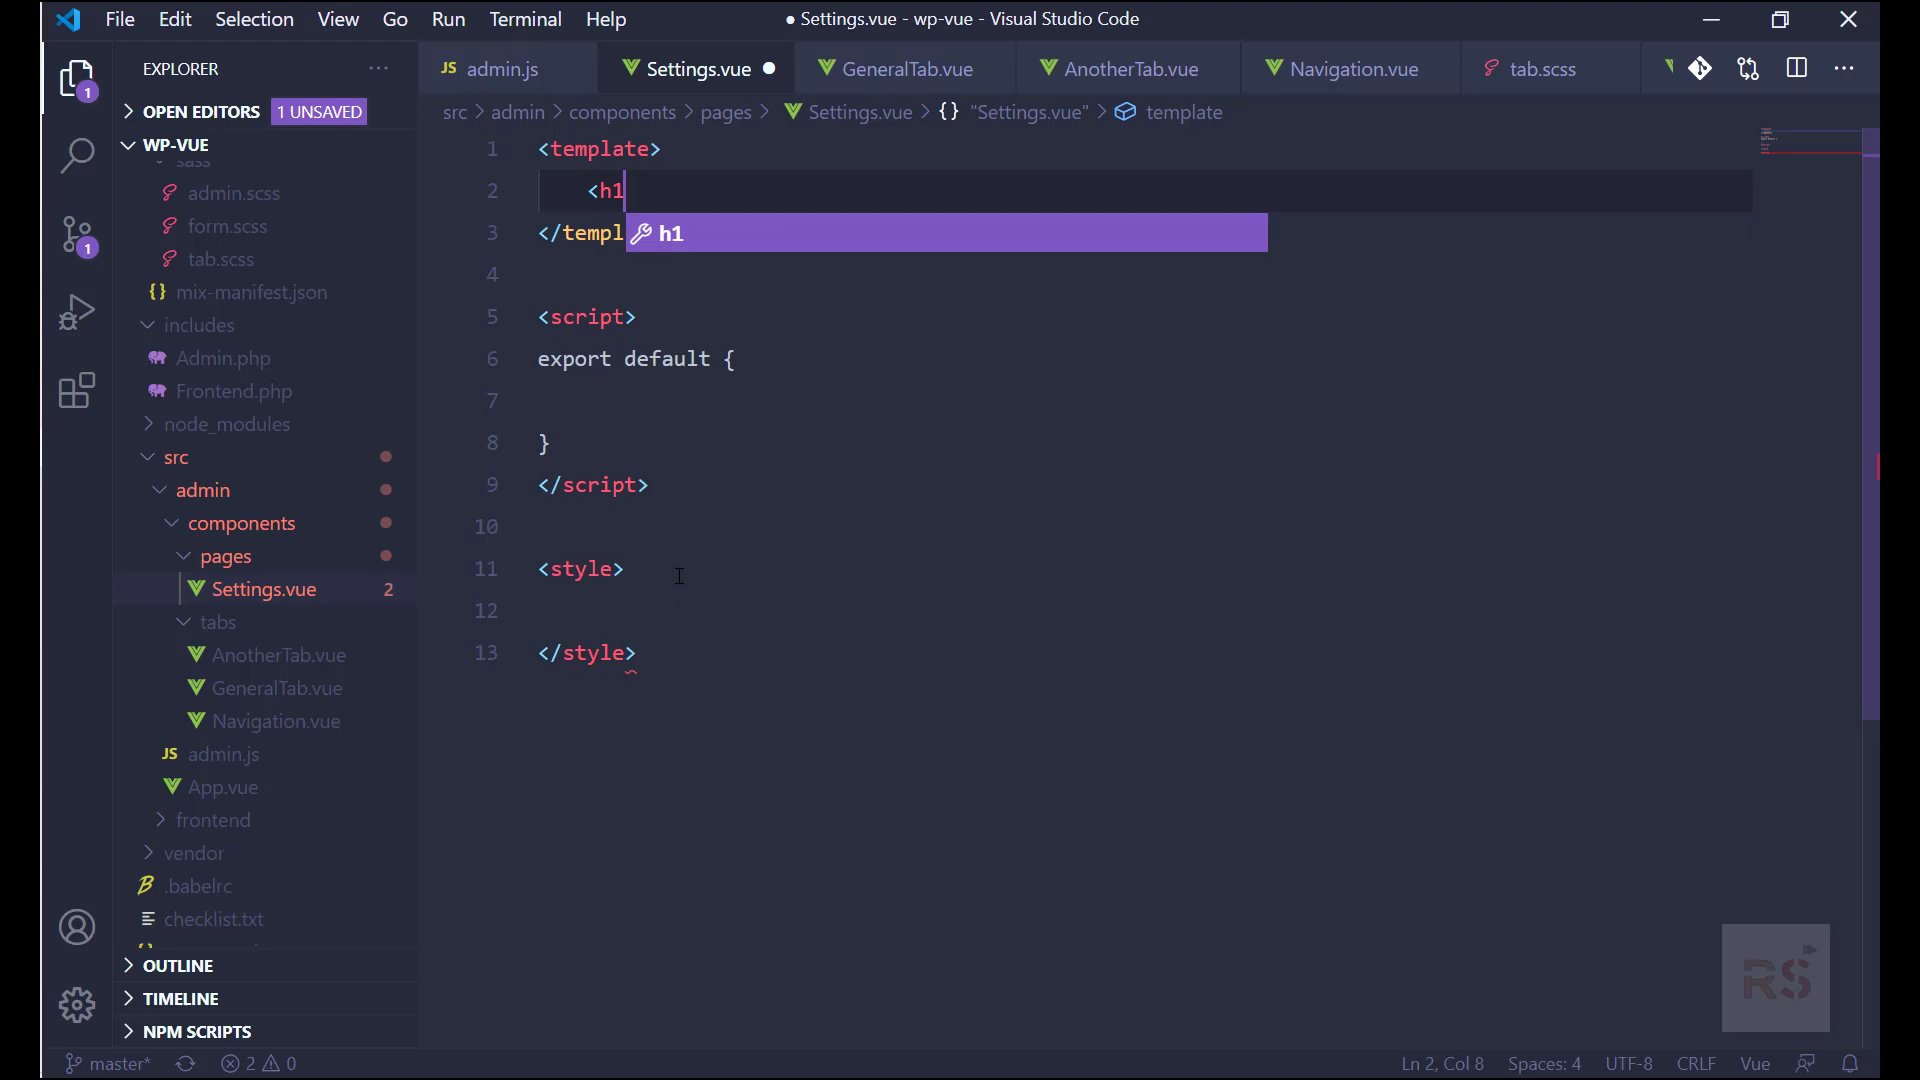 File Edit Selection View Go Run Terminal Help ● Settings.vue - wp-vue - Visual Studio Code
EXPLORER ···
JS admin.js Settings.vue ● GeneralTab.vue AnotherTab.vue Navigation.vue tab.scss ···
1
OPEN EDITORS 1 UNSAVED
src > admin > components > pages > Settings.vue > {} "Settings.vue" > template
WP-VUE
sass
admin.scss
form.scss
tab.scss
{} mix-manifest.json
includes
Admin.php
Frontend.php
node_modules
src
admin
components
pages
Settings.vue 2
tabs
AnotherTab.vue
GeneralTab.vue
Navigation.vue
JS admin.js
App.vue
frontend
vendor
.babelrc
checklist.txt
OUTLINE
TIMELINE
NPM SCRIPTS
1
1 <template>
2 <h1
3 </templ
h1
4
5 <script>
6 export default {
7
8 }
9 </script>
10
11 <style>
12
13 </style>
RS
master* 2 0 Ln 2, Col 8 Spaces: 4 UTF-8 CRLF Vue